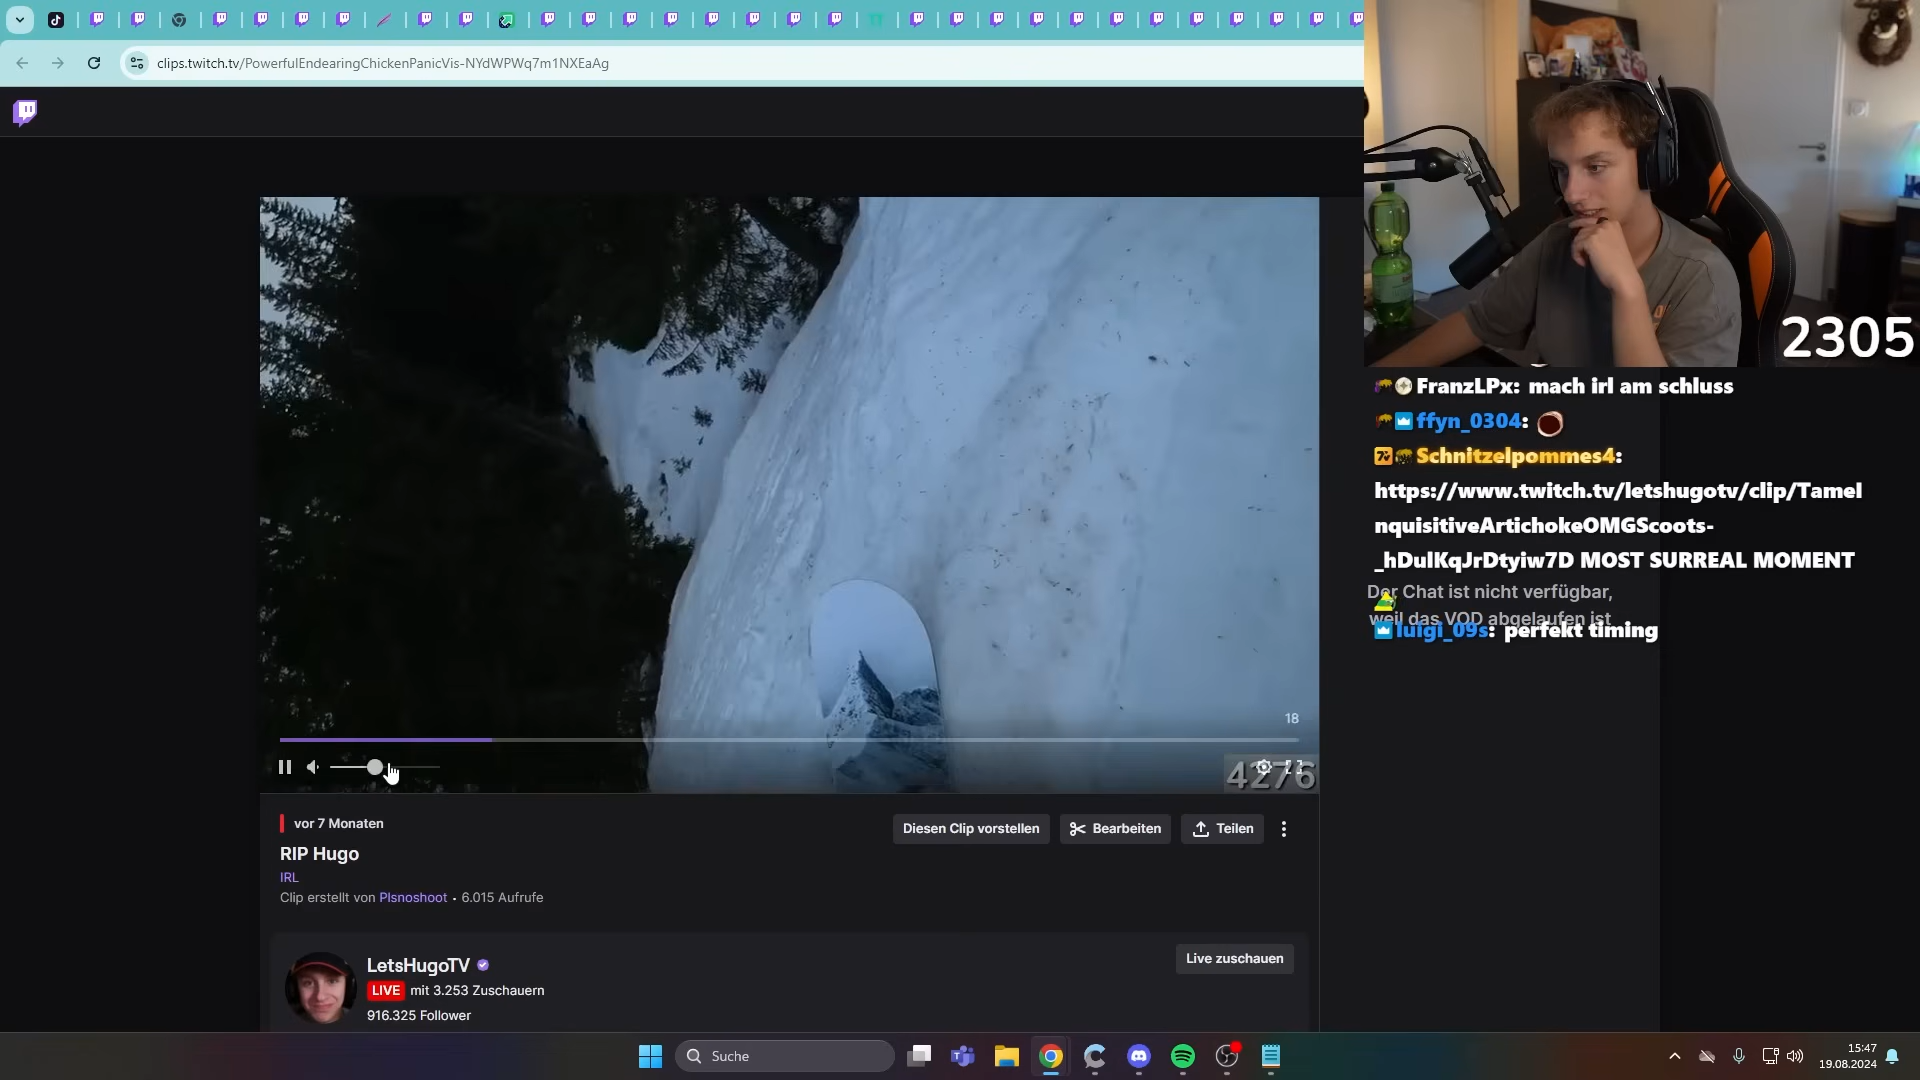 clips.twitch.tv/PowerfulEndearingChickenPanicVis-NYdWPWq7m1NXEaAg
2305
FranzLPx: mach irl am schluss
ffyn_0304:
Schnitzelpommes4:
https://www.twitch.tv/letshugotv/clip/TameI
nquisitiveArtichokeOMGScoots-
_hDulKqJrDtyiw7D MOST SURREAL MOMENT
Der Chat ist nicht verfügbar,
weil das VOD abgelaufen ist
luigi_09s: perfekt timing
18
4276
vor 7 Monaten
Diesen Clip vorstellen
Bearbeiten
Teilen
RIP Hugo
IRL
Clip erstellt von Plsnoshoot • 6.015 Aufrufe
LetsHugoTV
Live zuschauen
LIVE mit 3.253 Zuschauern
916.325 Follower
Suche
15:47
19.08.2024